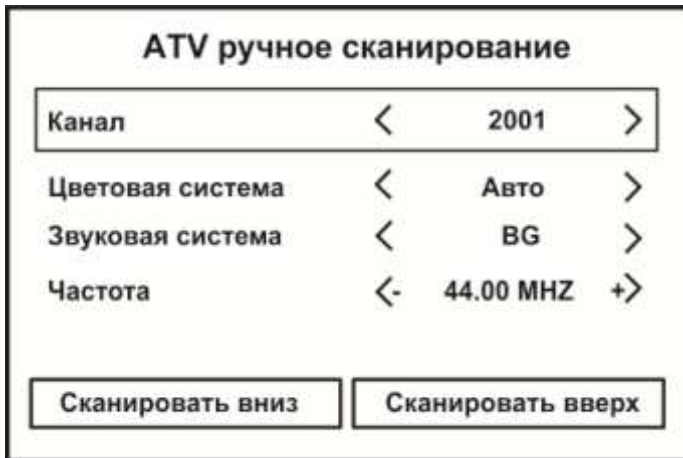 ATV ручное сканирование
Канал < 2001 >
Цветовая система < Авто >
Звуковая система < BG >
Частота <- 44.00 MHZ +>
Сканировать вниз Сканировать вверх